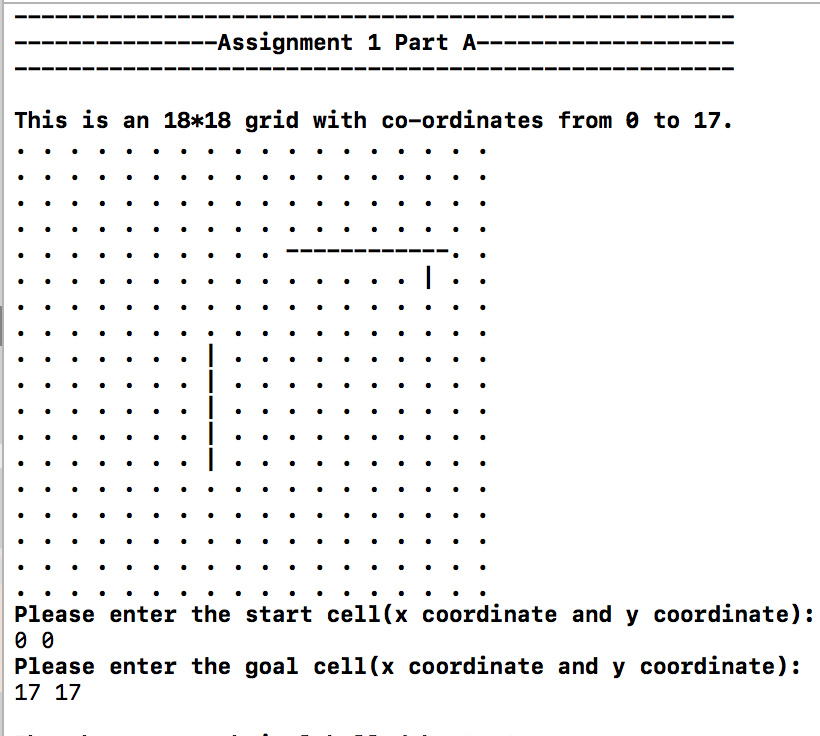 -----------------------------------------------------
---------------Assignment 1 Part A-------------------
-----------------------------------------------------
This is an 18*18 grid with co-ordinates from 0 to 17.
. . . . . . . . . . . . . . . . . .
. . . . . . . . . . . . . . . . . .
. . . . . . . . . . . . . . . . . .
. . . . . . . . . . . . . . . . . .
. . . . . . . . . . ------------. .
. . . . . . . . . . . . . . . | . .
. . . . . . . . . . . . . . . . . .
. . . . . . . . . . . . . . . . . .
. . . . . . . | . . . . . . . . . .
. . . . . . . | . . . . . . . . . .
. . . . . . . | . . . . . . . . . .
. . . . . . . | . . . . . . . . . .
. . . . . . . | . . . . . . . . . .
. . . . . . . . . . . . . . . . . .
. . . . . . . . . . . . . . . . . .
. . . . . . . . . . . . . . . . . .
. . . . . . . . . . . . . . . . . .
. . . . . . . . . . . . . . . . . .
Please enter the start cell(x coordinate and y coordinate):
0 0
Please enter the goal cell(x coordinate and y coordinate):
17 17